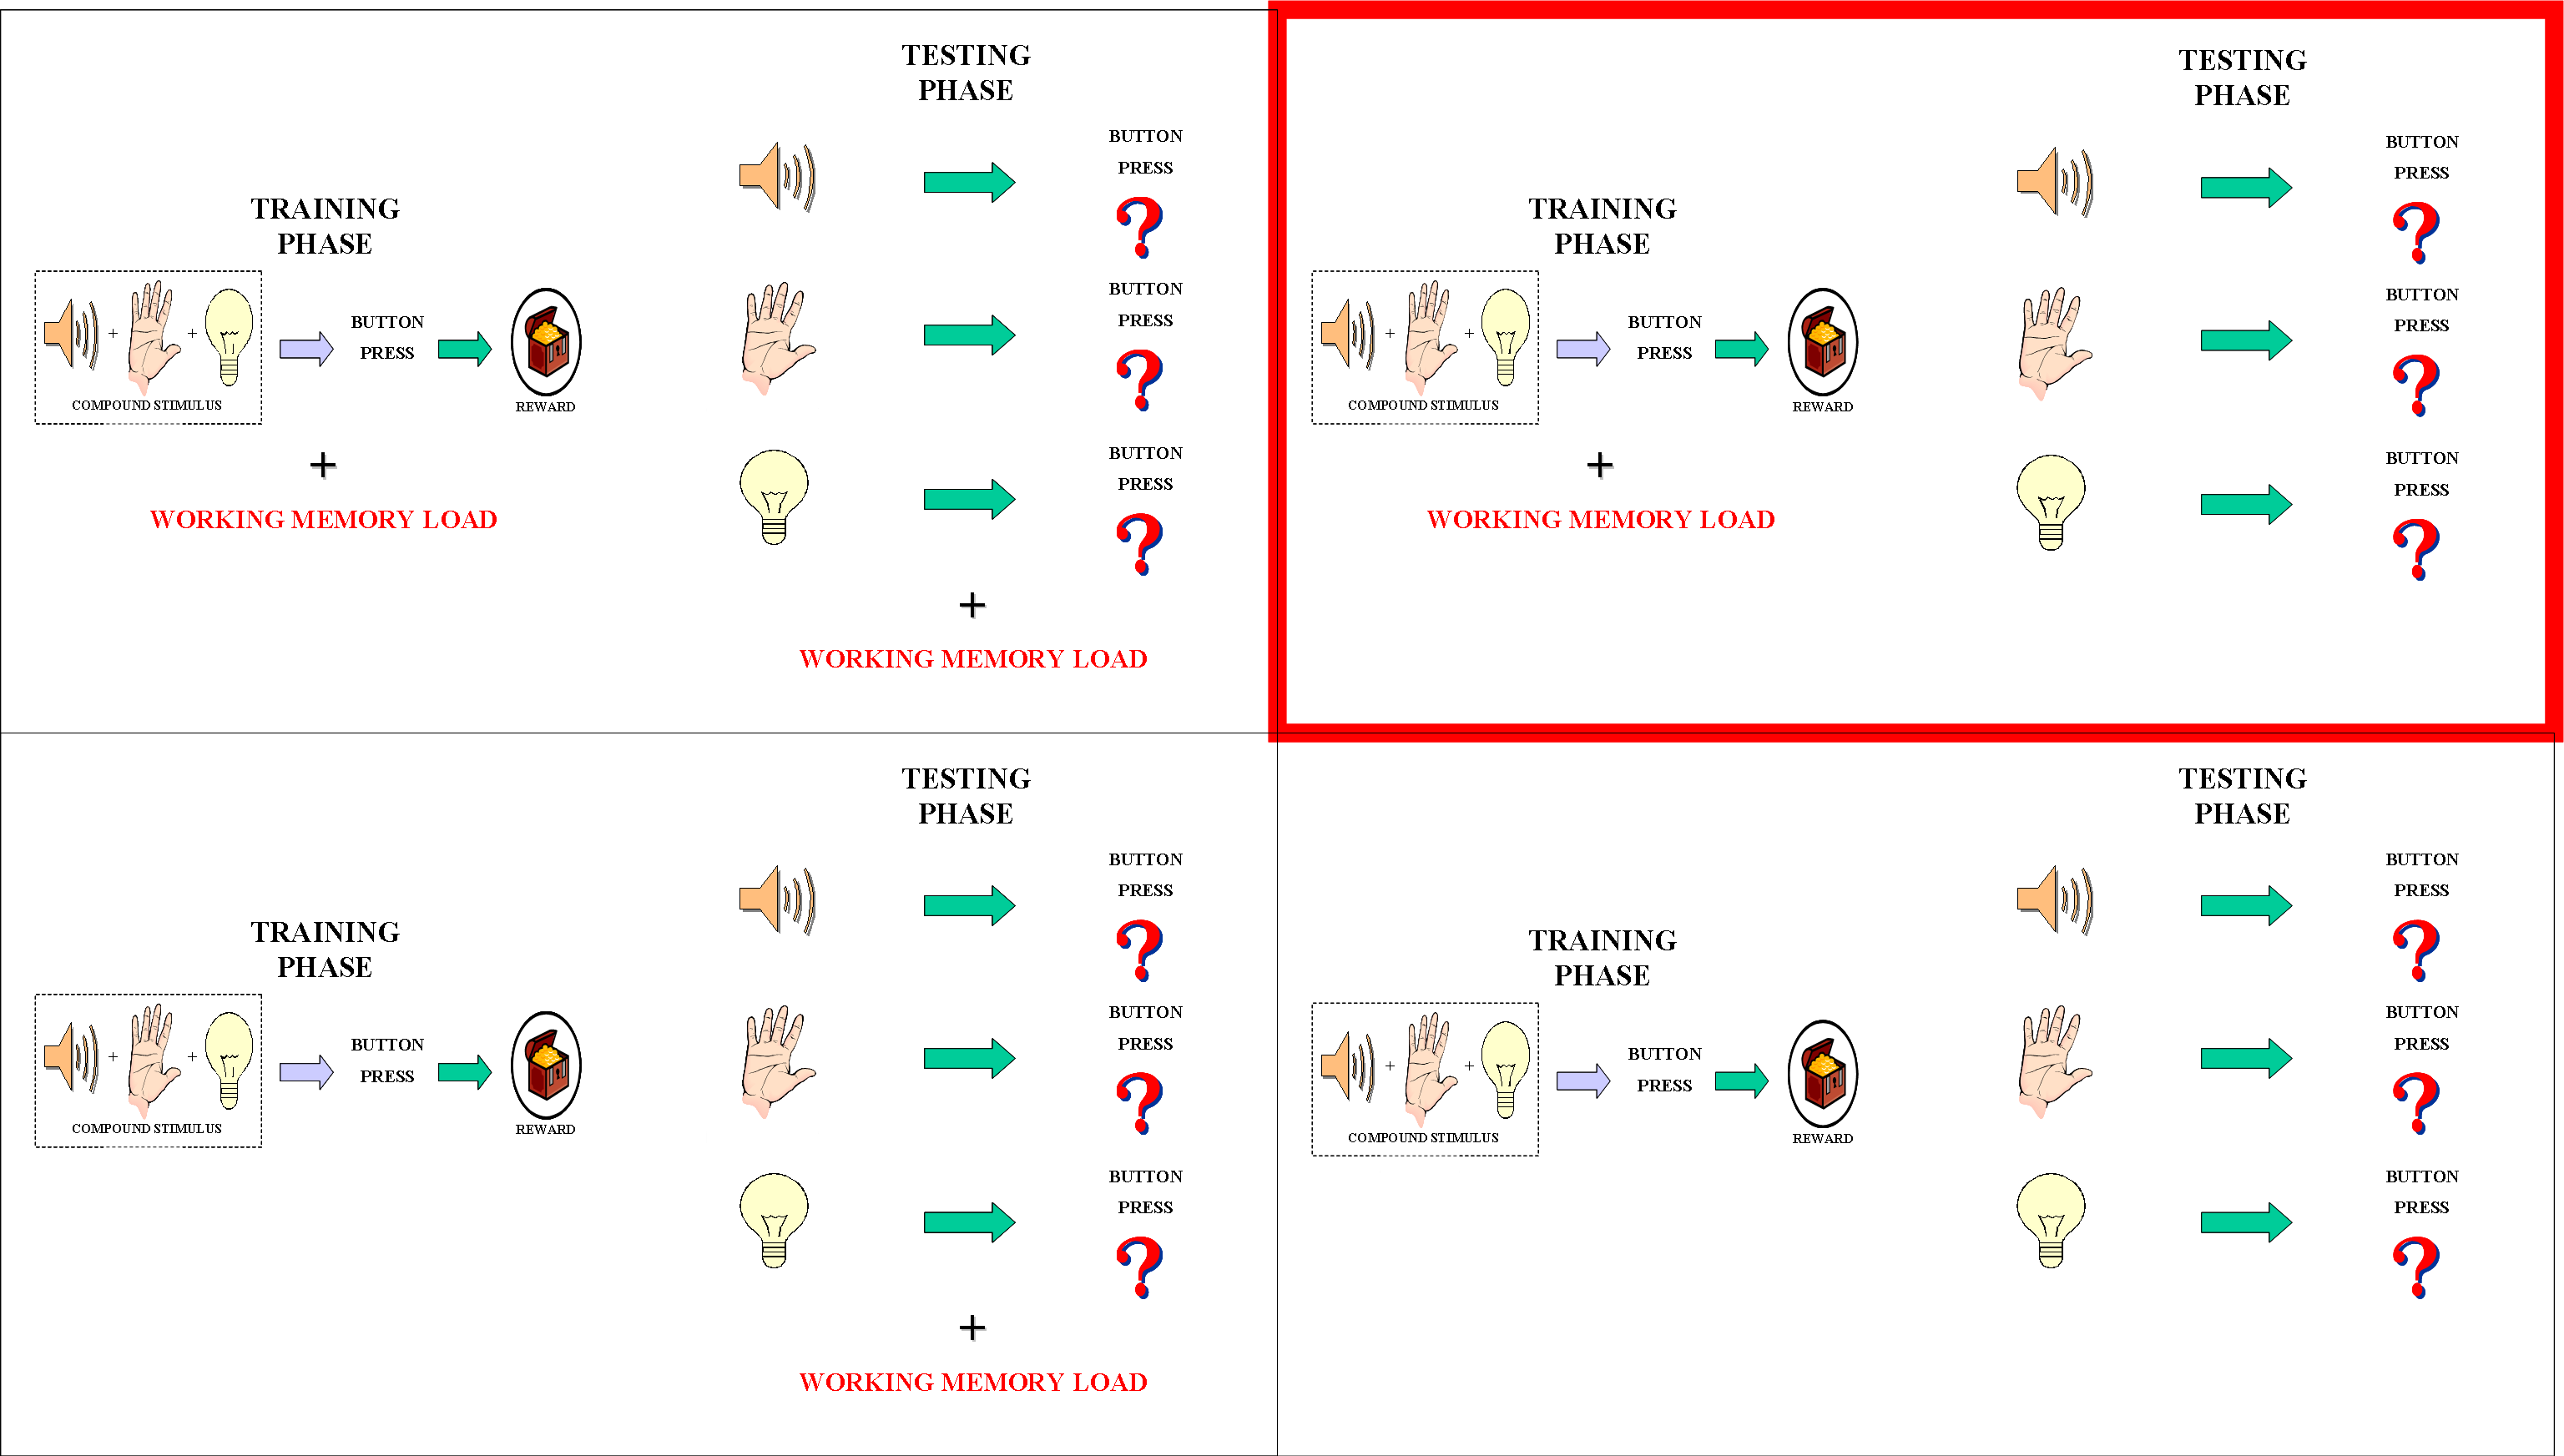 TRAINING
PHASE
+
+
BUTTON
PRESS
COMPOUND STIMULUS
REWARD
+
WORKING MEMORY LOAD
TESTING
PHASE
BUTTON
PRESS
?
BUTTON
PRESS
?
BUTTON
PRESS
?
+
WORKING MEMORY LOAD
TRAINING
PHASE
+
+
BUTTON
PRESS
COMPOUND STIMULUS
REWARD
+
WORKING MEMORY LOAD
TESTING
PHASE
BUTTON
PRESS
?
BUTTON
PRESS
?
BUTTON
PRESS
?
TRAINING
PHASE
+
+
BUTTON
PRESS
COMPOUND STIMULUS
REWARD
TESTING
PHASE
BUTTON
PRESS
?
BUTTON
PRESS
?
BUTTON
PRESS
?
+
WORKING MEMORY LOAD
TRAINING
PHASE
+
+
BUTTON
PRESS
COMPOUND STIMULUS
REWARD
TESTING
PHASE
BUTTON
PRESS
?
BUTTON
PRESS
?
BUTTON
PRESS
?